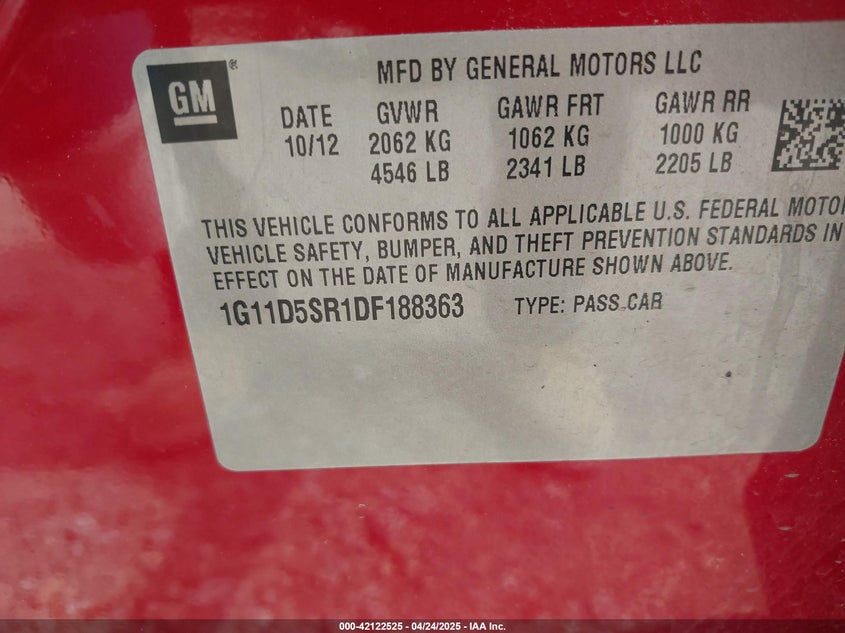 GM ®
MFD BY GENERAL MOTORS LLC
DATE GVWR GAWR FRT GAWR RR
10/12 2062 KG 1062 KG 1000 KG
4546 LB 2341 LB 2205 LB
THIS VEHICLE CONFORMS TO ALL APPLICABLE U.S. FEDERAL MOTOR
VEHICLE SAFETY, BUMPER, AND THEFT PREVENTION STANDARDS IN
EFFECT ON THE DATE OF MANUFACTURE SHOWN ABOVE.
1G11D5SR1DF188363 TYPE: PASS CAR
000-42122525 - 04/24/2025 - IAA Inc.